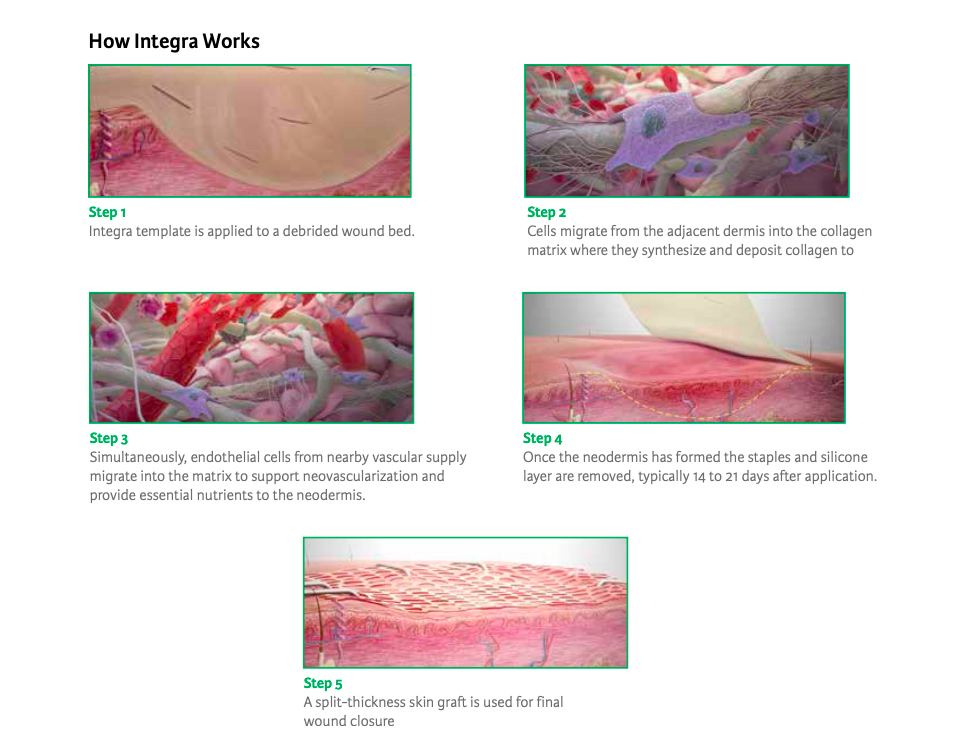 How Integra Works
Step 1
Integra template is applied to a debrided wound bed.
Step 2
Cells migrate from the adjacent dermis into the collagen
matrix where they synthesize and deposit collagen to
Step 3
Simultaneously, endothelial cells from nearby vascular supply
migrate into the matrix to support neovascularization and
provide essential nutrients to the neodermis.
Step 4
Once the neodermis has formed the staples and silicone
layer are removed, typically 14 to 21 days after application.
Step 5
A split-thickness skin graft is used for final
wound closure